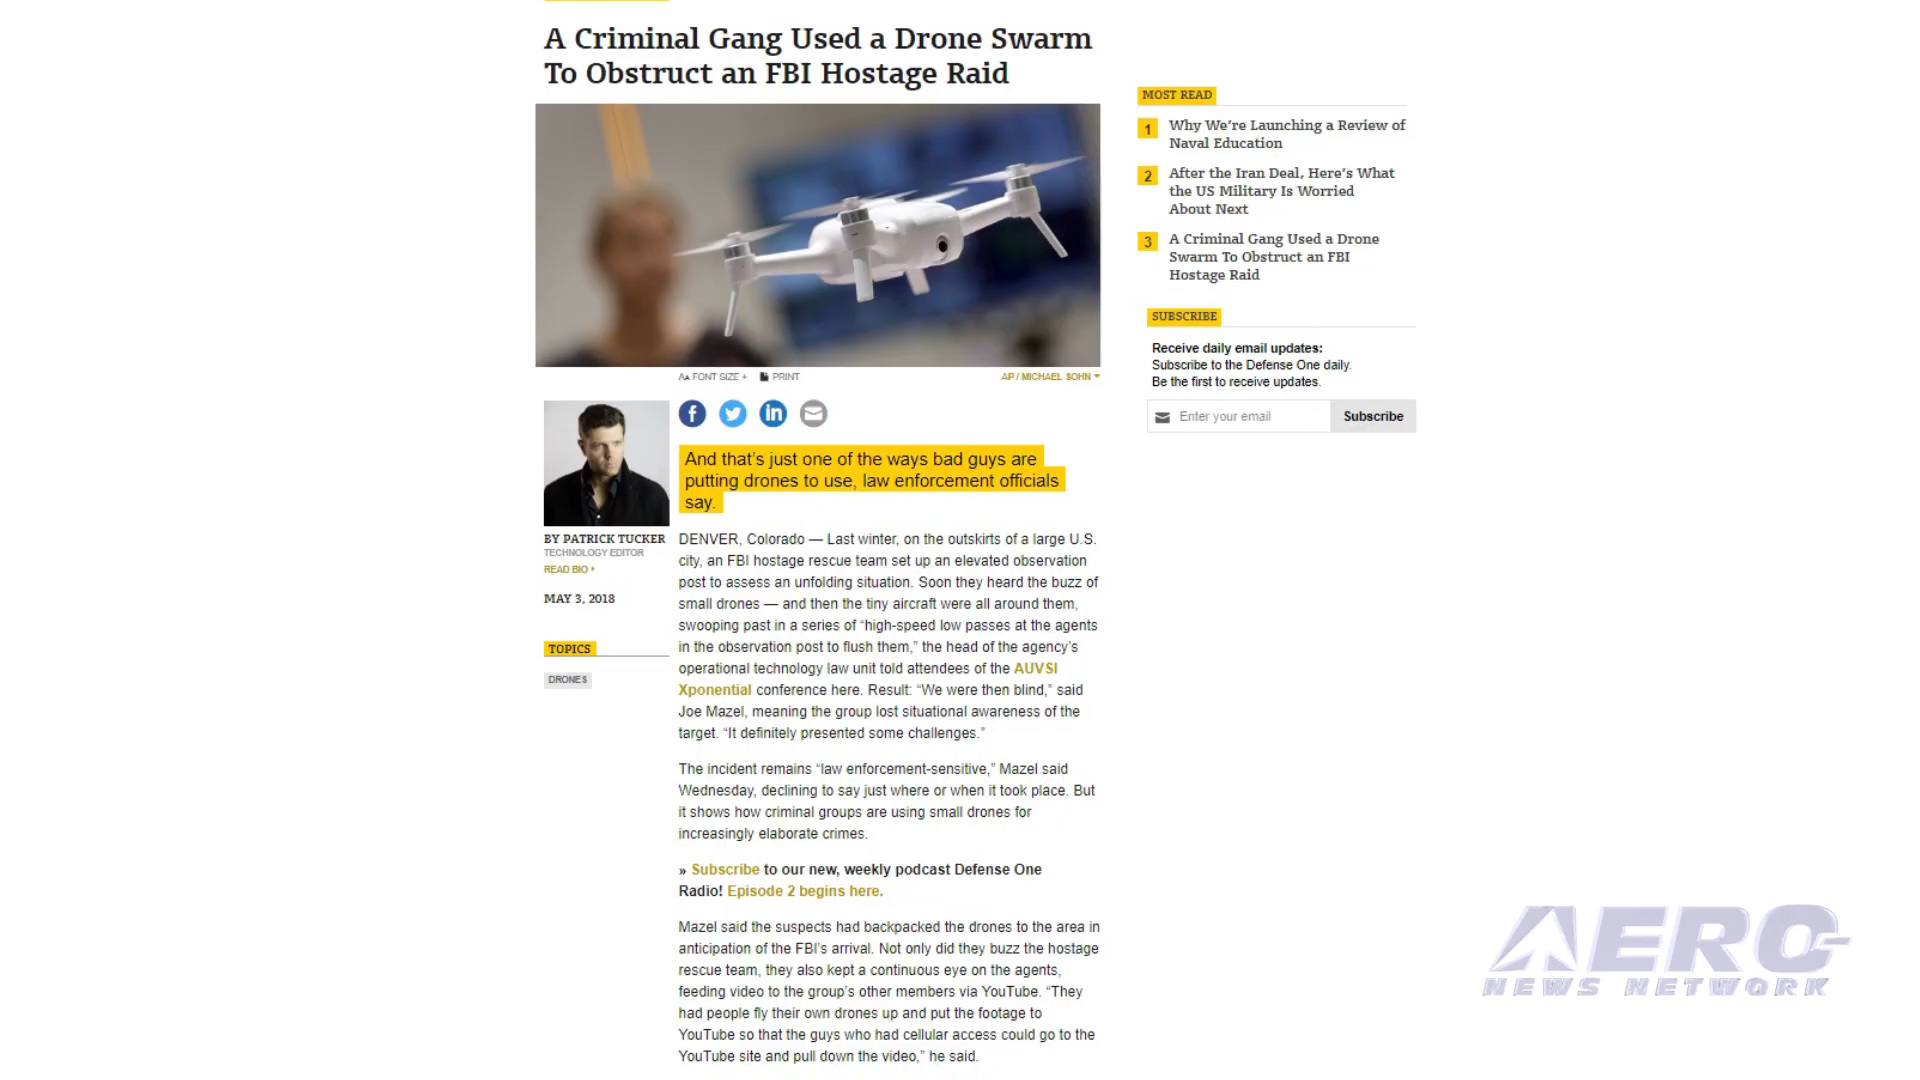 A Criminal Gang Used a Drone Swarm
To Obstruct an FBI Hostage Raid
AA FONT SIZE +
PRINT
AP / MICHAEL SOHN
BY PATRICK TUCKER
TECHNOLOGY EDITOR
READ BIO
MAY 3, 2018
TOPICS
DRONES
And that’s just one of the ways bad guys are
putting drones to use, law enforcement officials
say.
DENVER, Colorado — Last winter, on the outskirts of a large U.S.
city, an FBI hostage rescue team set up an elevated observation
post to assess an unfolding situation. Soon they heard the buzz of
small drones — and then the tiny aircraft were all around them,
swooping past in a series of “high-speed low passes at the agents
in the observation post to flush them,” the head of the agency’s
operational technology law unit told attendees of the AUVSI
Xponential conference here. Result: “We were then blind,” said
Joe Mazel, meaning the group lost situational awareness of the
target. “It definitely presented some challenges.”
The incident remains “law enforcement-sensitive,” Mazel said
Wednesday, declining to say just where or when it took place. But
it shows how criminal groups are using small drones for
increasingly elaborate crimes.
» Subscribe to our new, weekly podcast Defense One
Radio! Episode 2 begins here.
Mazel said the suspects had backpacked the drones to the area in
anticipation of the FBI’s arrival. Not only did they buzz the hostage
rescue team, they also kept a continuous eye on the agents,
feeding video to the group’s other members via YouTube. “They
had people fly their own drones up and put the footage to
YouTube so that the guys who had cellular access could go to the
YouTube site and pull down the video,” he said.
MOST READ
1 Why We’re Launching a Review of
Naval Education
2 After the Iran Deal, Here’s What
the US Military Is Worried
About Next
3 A Criminal Gang Used a Drone
Swarm To Obstruct an FBI
Hostage Raid
SUBSCRIBE
Receive daily email updates:
Subscribe to the Defense One daily.
Be the first to receive updates.
Enter your email
Subscribe
AERO-
NEWS NETWORK